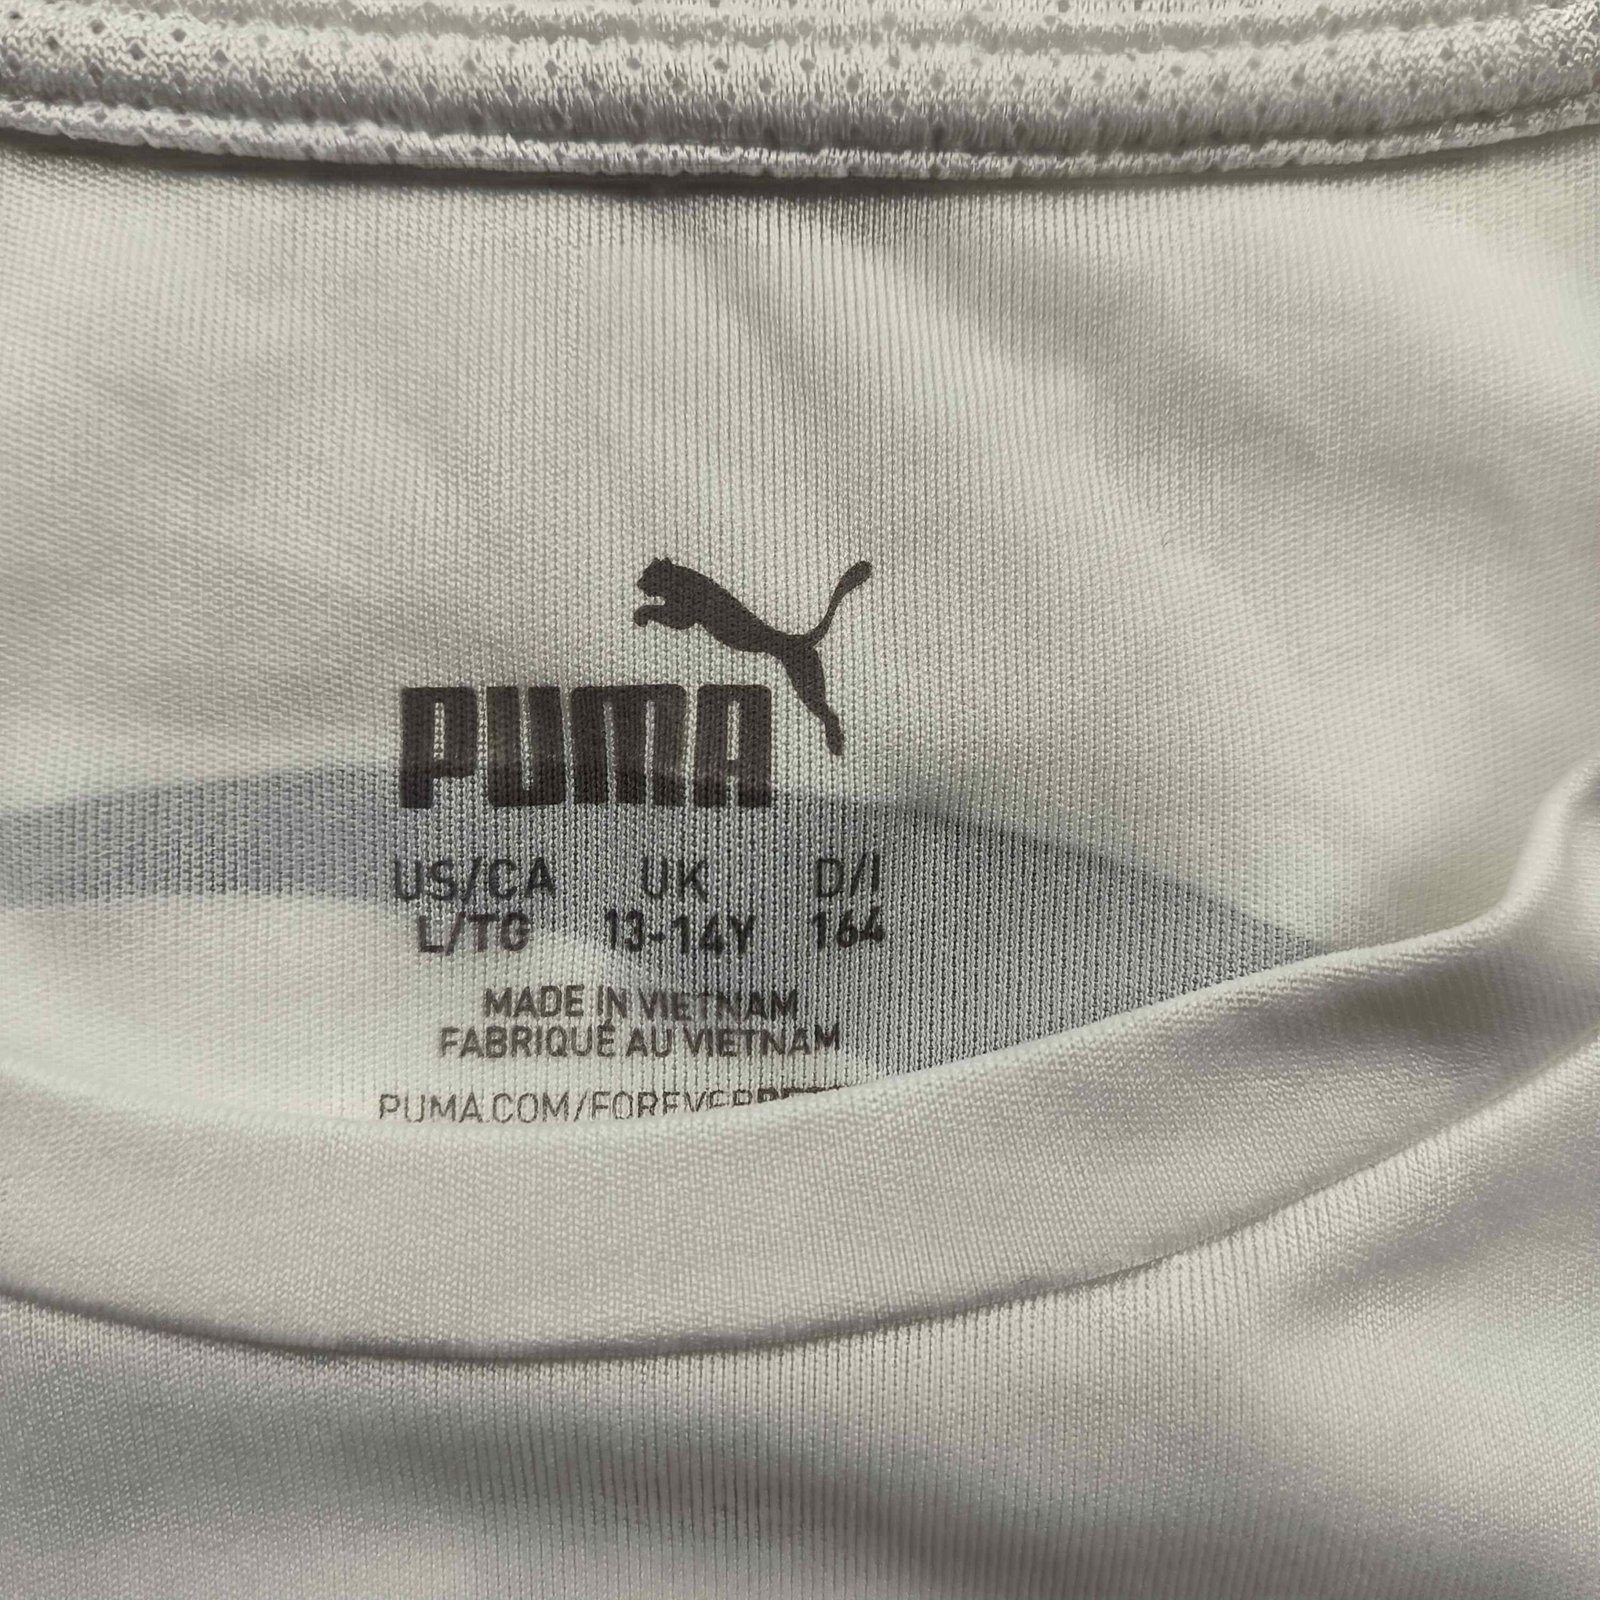 PUMA
US/CA UK D/I
L/TG 13-14Y 164
MADE IN VIETNAM
FABRIQUÉ AU VIETNAM
PUMA.COM/FOREVER